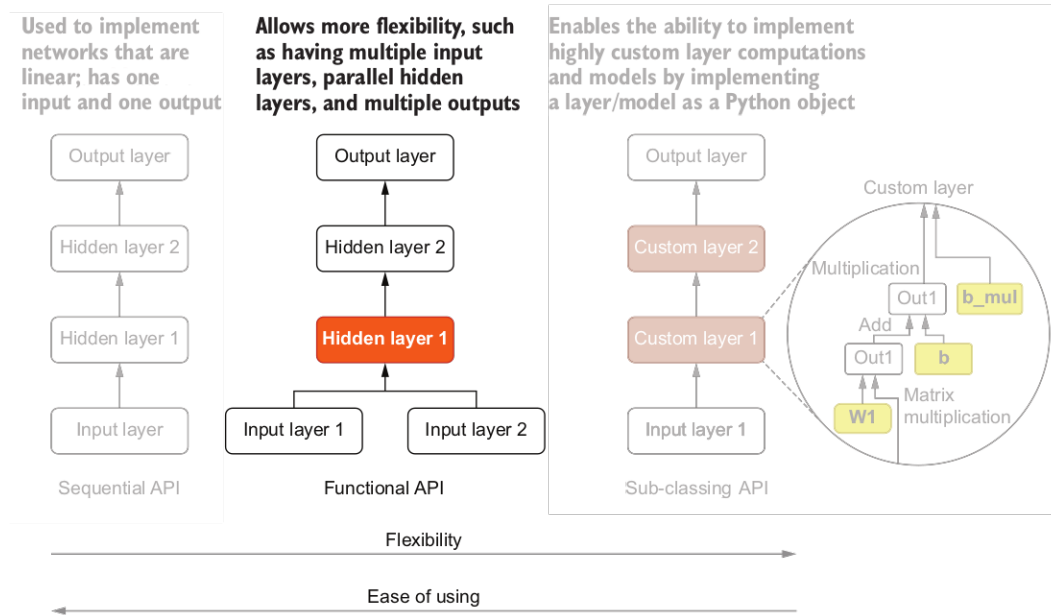 Used to implement
networks that are
linear; has one
input and one output
Allows more flexibility, such
as having multiple input
layers, parallel hidden
layers, and multiple outputs
Enables the ability to implement
highly custom layer computations
and models by implementing
a layer/model as a Python object
Output layer
Hidden layer 2
Hidden layer 1
Input layer
Sequential API
Output layer
Hidden layer 2
Hidden layer 1
Input layer 1
Input layer 2
Functional API
Output layer
Custom layer 2
Custom layer 1
Input layer 1
Sub-classing API
Custom layer
Multiplication
Out1
b_mul
Add
Out1
b
W1
Matrix
multiplication
Flexibility
Ease of using